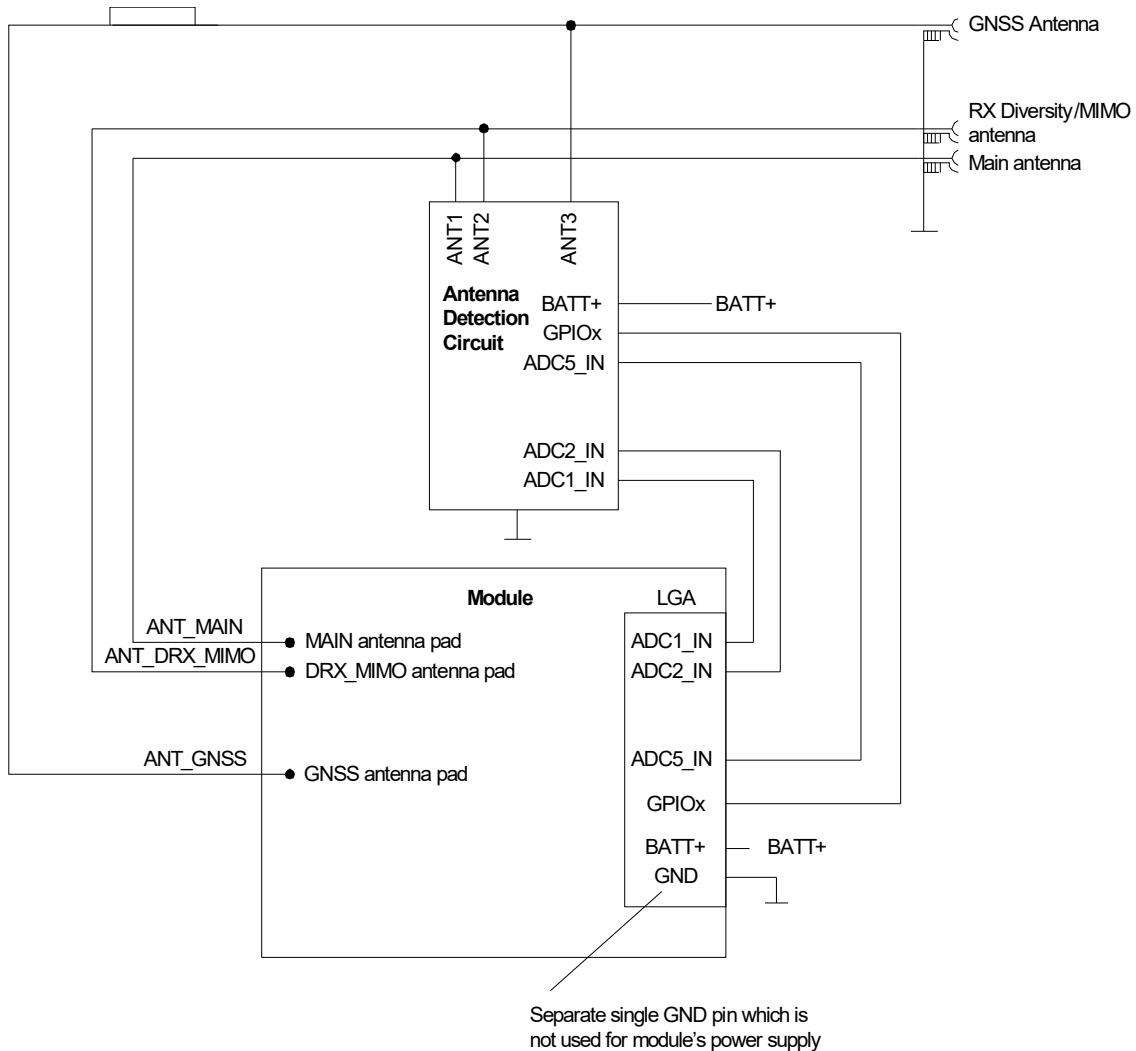 GNSS Antenna
RX Diversity/MIMO
antenna
Main antenna
ANT1
ANT2
ANT3
Antenna
Detection
Circuit
BATT+
BATT+
GPIOx
ADC5_IN
ADC2_IN
ADC1_IN
Module
LGA
ANT_MAIN
MAIN antenna pad
ADC1_IN
ANT_DRX_MIMO
DRX_MIMO antenna pad
ADC2_IN
ANT_GNSS
GNSS antenna pad
ADC5_IN
GPIOx
BATT+
BATT+
GND
Separate single GND pin which is
not used for module's power supply